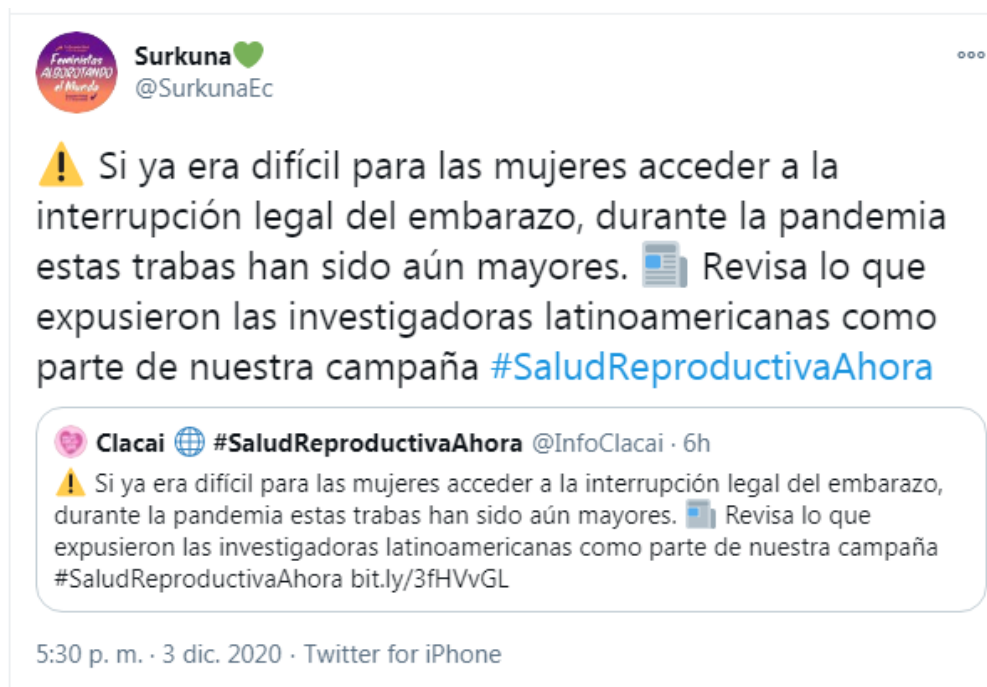 Feministas
ALBOROTANDO
el Mundo
Surkuna💚
@SurkunaEc
⚠️ Si ya era difícil para las mujeres acceder a la
interrupción legal del embarazo, durante la pandemia
estas trabas han sido aún mayores. 📰 Revisa lo que
expusieron las investigadoras latinoamericanas como
parte de nuestra campaña #SaludReproductivaAhora
Clacai 🌐 #SaludReproductivaAhora @InfoClacai · 6h
⚠️ Si ya era difícil para las mujeres acceder a la interrupción legal del embarazo,
durante la pandemia estas trabas han sido aún mayores. 📰 Revisa lo que
expusieron las investigadoras latinoamericanas como parte de nuestra campaña
#SaludReproductivaAhora bit.ly/3fHVvGL
5:30 p. m. · 3 dic. 2020 · Twitter for iPhone